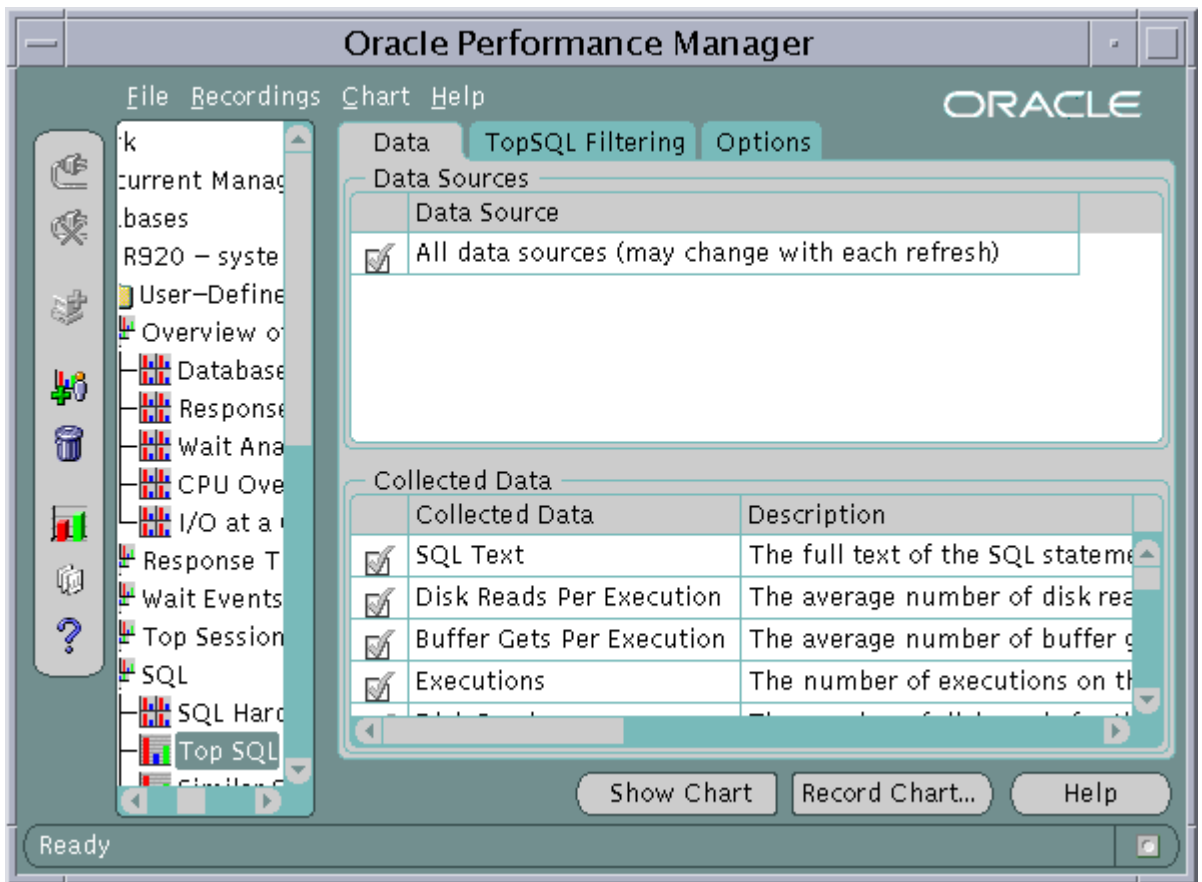 Oracle Performance Manager
File Recordings Chart Help
ORACLE
Data TopSQL Filtering Options
Data Sources
Data Source
All data sources (may change with each refresh)
Collected Data
Collected Data Description
SQL Text The full text of the SQL stateme
Disk Reads Per Execution The average number of disk rea
Buffer Gets Per Execution The average number of buffer g
Executions The number of executions on th
rk
current Manag
bases
R920 – syste
User–Define
Overview o
Database
Response
Wait Ana
CPU Ove
I/O at a
Response T
Wait Events
Top Session
SQL
SQL Hard
Top SQL
Show Chart Record Chart... Help
Ready